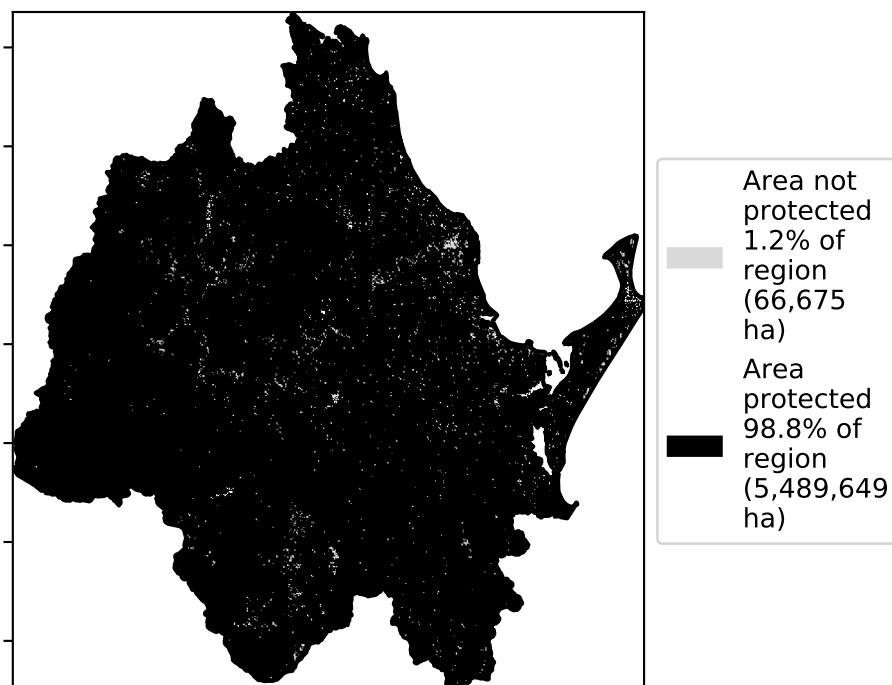 Area not
protected
1.2% of
region
(66,675
ha)
Area
protected
98.8% of
region
(5,489,649
ha)